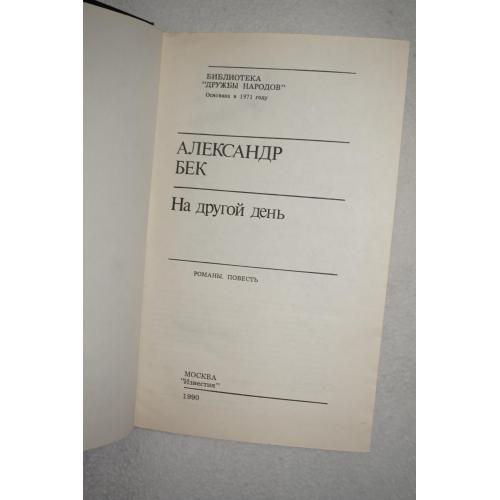 БИБЛИОТЕКА
"ДРУЖБЫ НАРОДОВ"
Основана в 1971 году
АЛЕКСАНДР
БЕК
На другой день
РОМАНЫ, ПОВЕСТЬ
МОСКВА
"Известия"
1990